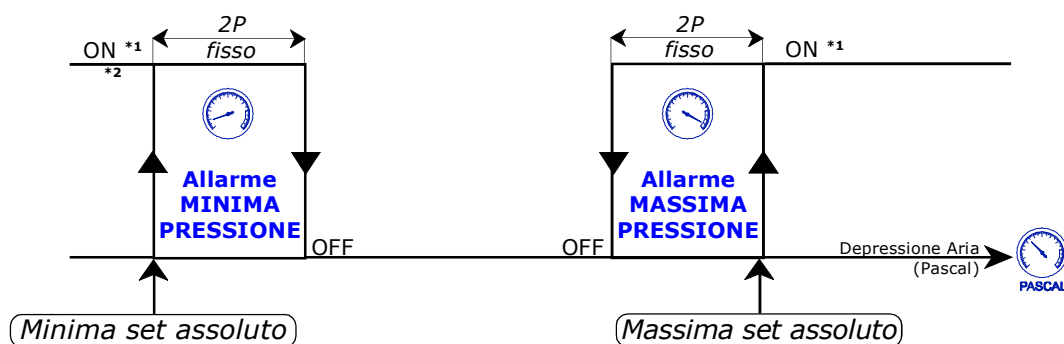 2P
fisso
ON *1
*2
Allarme
MINIMA
PRESSIONE
OFF
2P
fisso
ON *1
Allarme
MASSIMA
PRESSIONE
OFF
Depressione Aria
(Pascal)
PASCAL
Minima set assoluto
Massima set assoluto